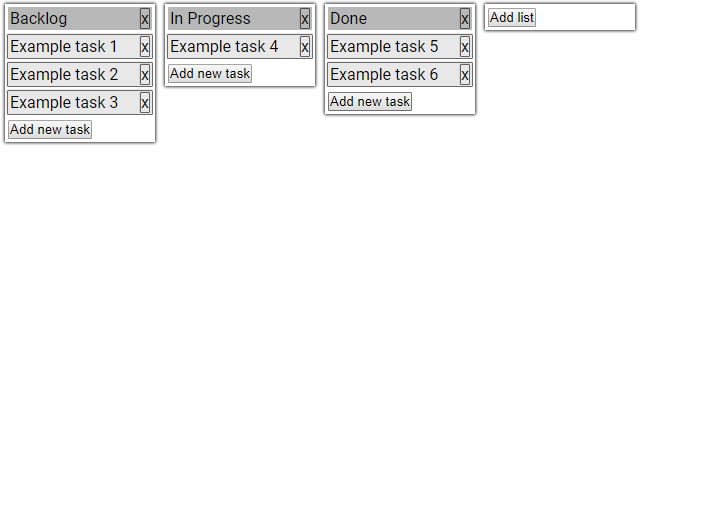 Backlog x
Example task 1 x
Example task 2 x
Example task 3 x
Add new task
In Progress x
Example task 4 x
Add new task
Done x
Example task 5 x
Example task 6 x
Add new task
Add list